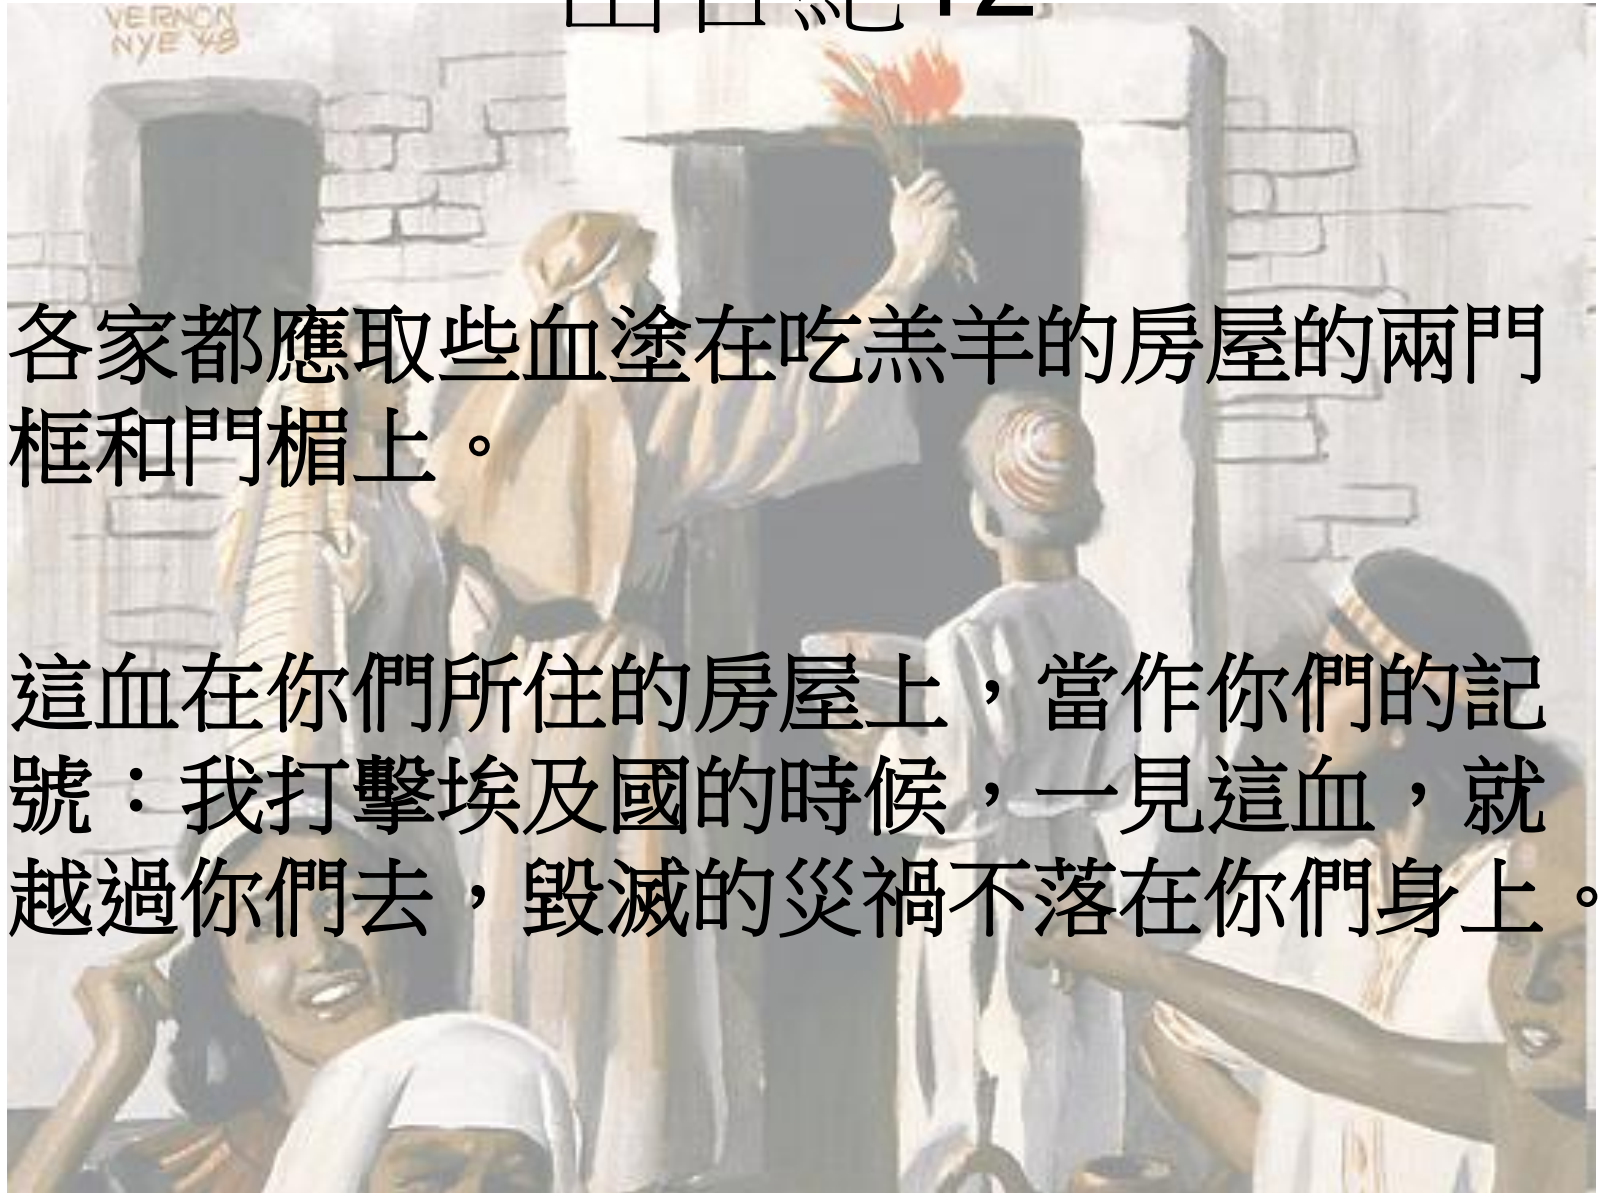 VERNON
NYE '49
各家都應取些血塗在吃羔羊的房屋的兩門
框和門楣上。
這血在你們所住的房屋上，當作你們的記
號：我打擊埃及國的時候，一見這血，就
越過你們去，毀滅的災禍不落在你們身上。